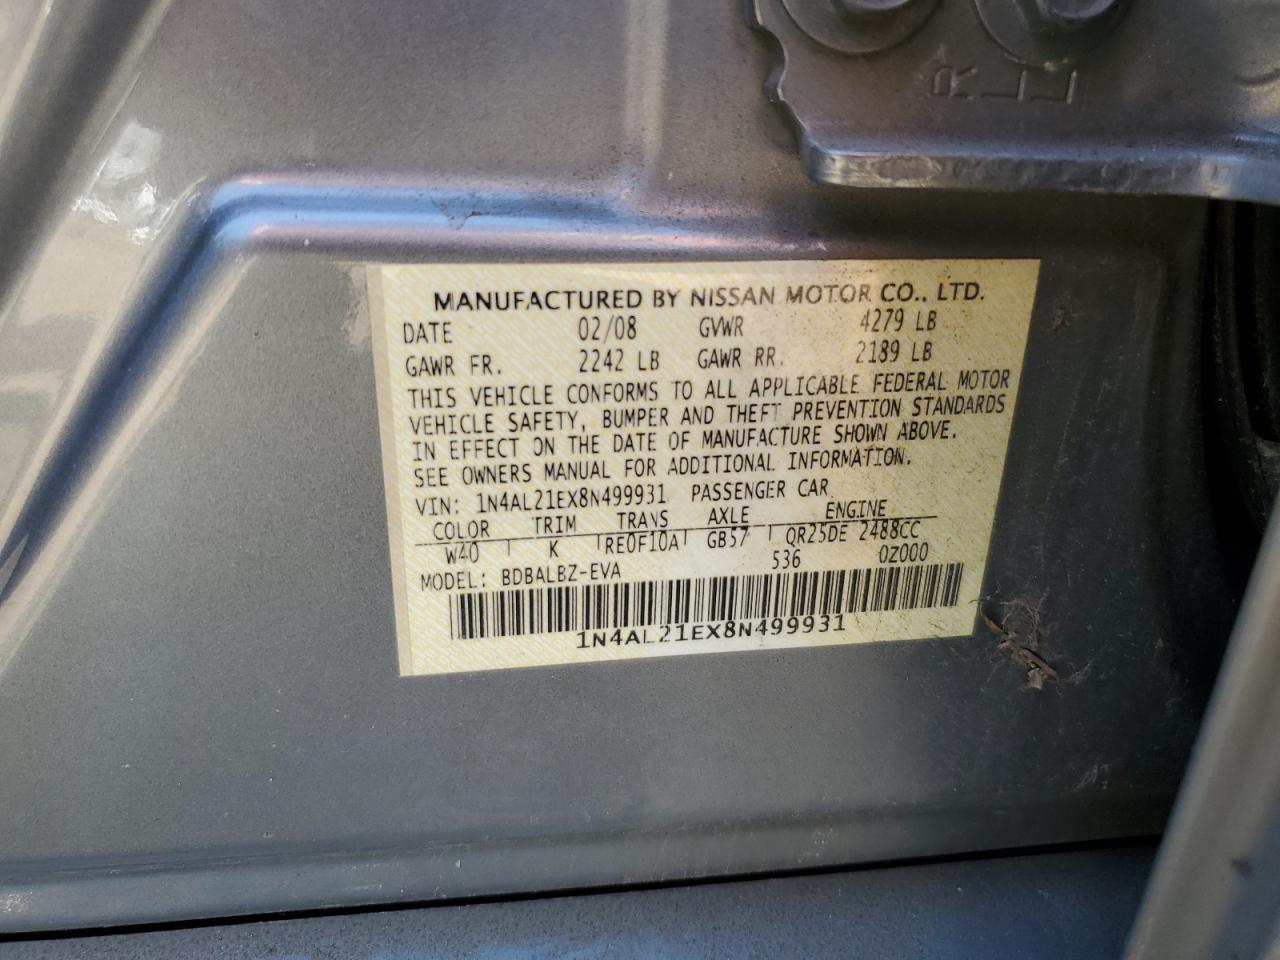 MANUFACTURED BY NISSAN MOTOR CO., LTD.
DATE 02/08 GVWR 4279 LB
GAWR FR. 2242 LB GAWR RR. 2189 LB
THIS VEHICLE CONFORMS TO ALL APPLICABLE FEDERAL MOTOR
VEHICLE SAFETY, BUMPER AND THEFT PREVENTION STANDARDS
IN EFFECT ON THE DATE OF MANUFACTURE SHOWN ABOVE.
SEE OWNERS MANUAL FOR ADDITIONAL INFORMATION.
VIN: 1N4AL21EX8N499931 PASSENGER CAR
COLOR TRIM TRANS AXLE ENGINE
W40 K RE0F10A GB57 QR25DE 2488CC
MODEL: BDBALBZ-EVA 536 0Z000
1N4AL21EX8N499931